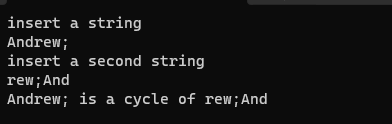 insert a string
Andrew;
insert a second string
rew;And
Andrew; is a cycle of rew;And